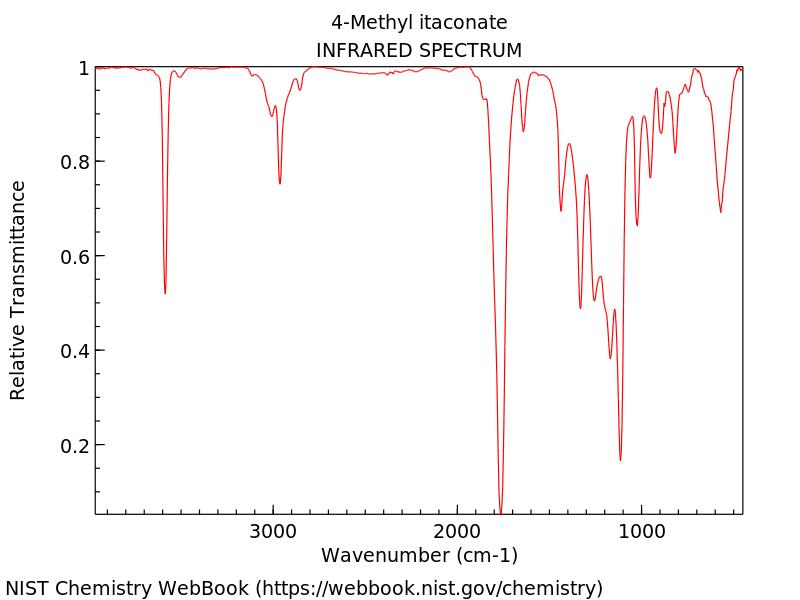 4-Methyl itaconate
INFRARED SPECTRUM
1
0.8
0.6
0.4
0.2
Relative Transmittance
3000 2000 1000
Wavenumber (cm-1)
NIST Chemistry WebBook (https://webbook.nist.gov/chemistry)